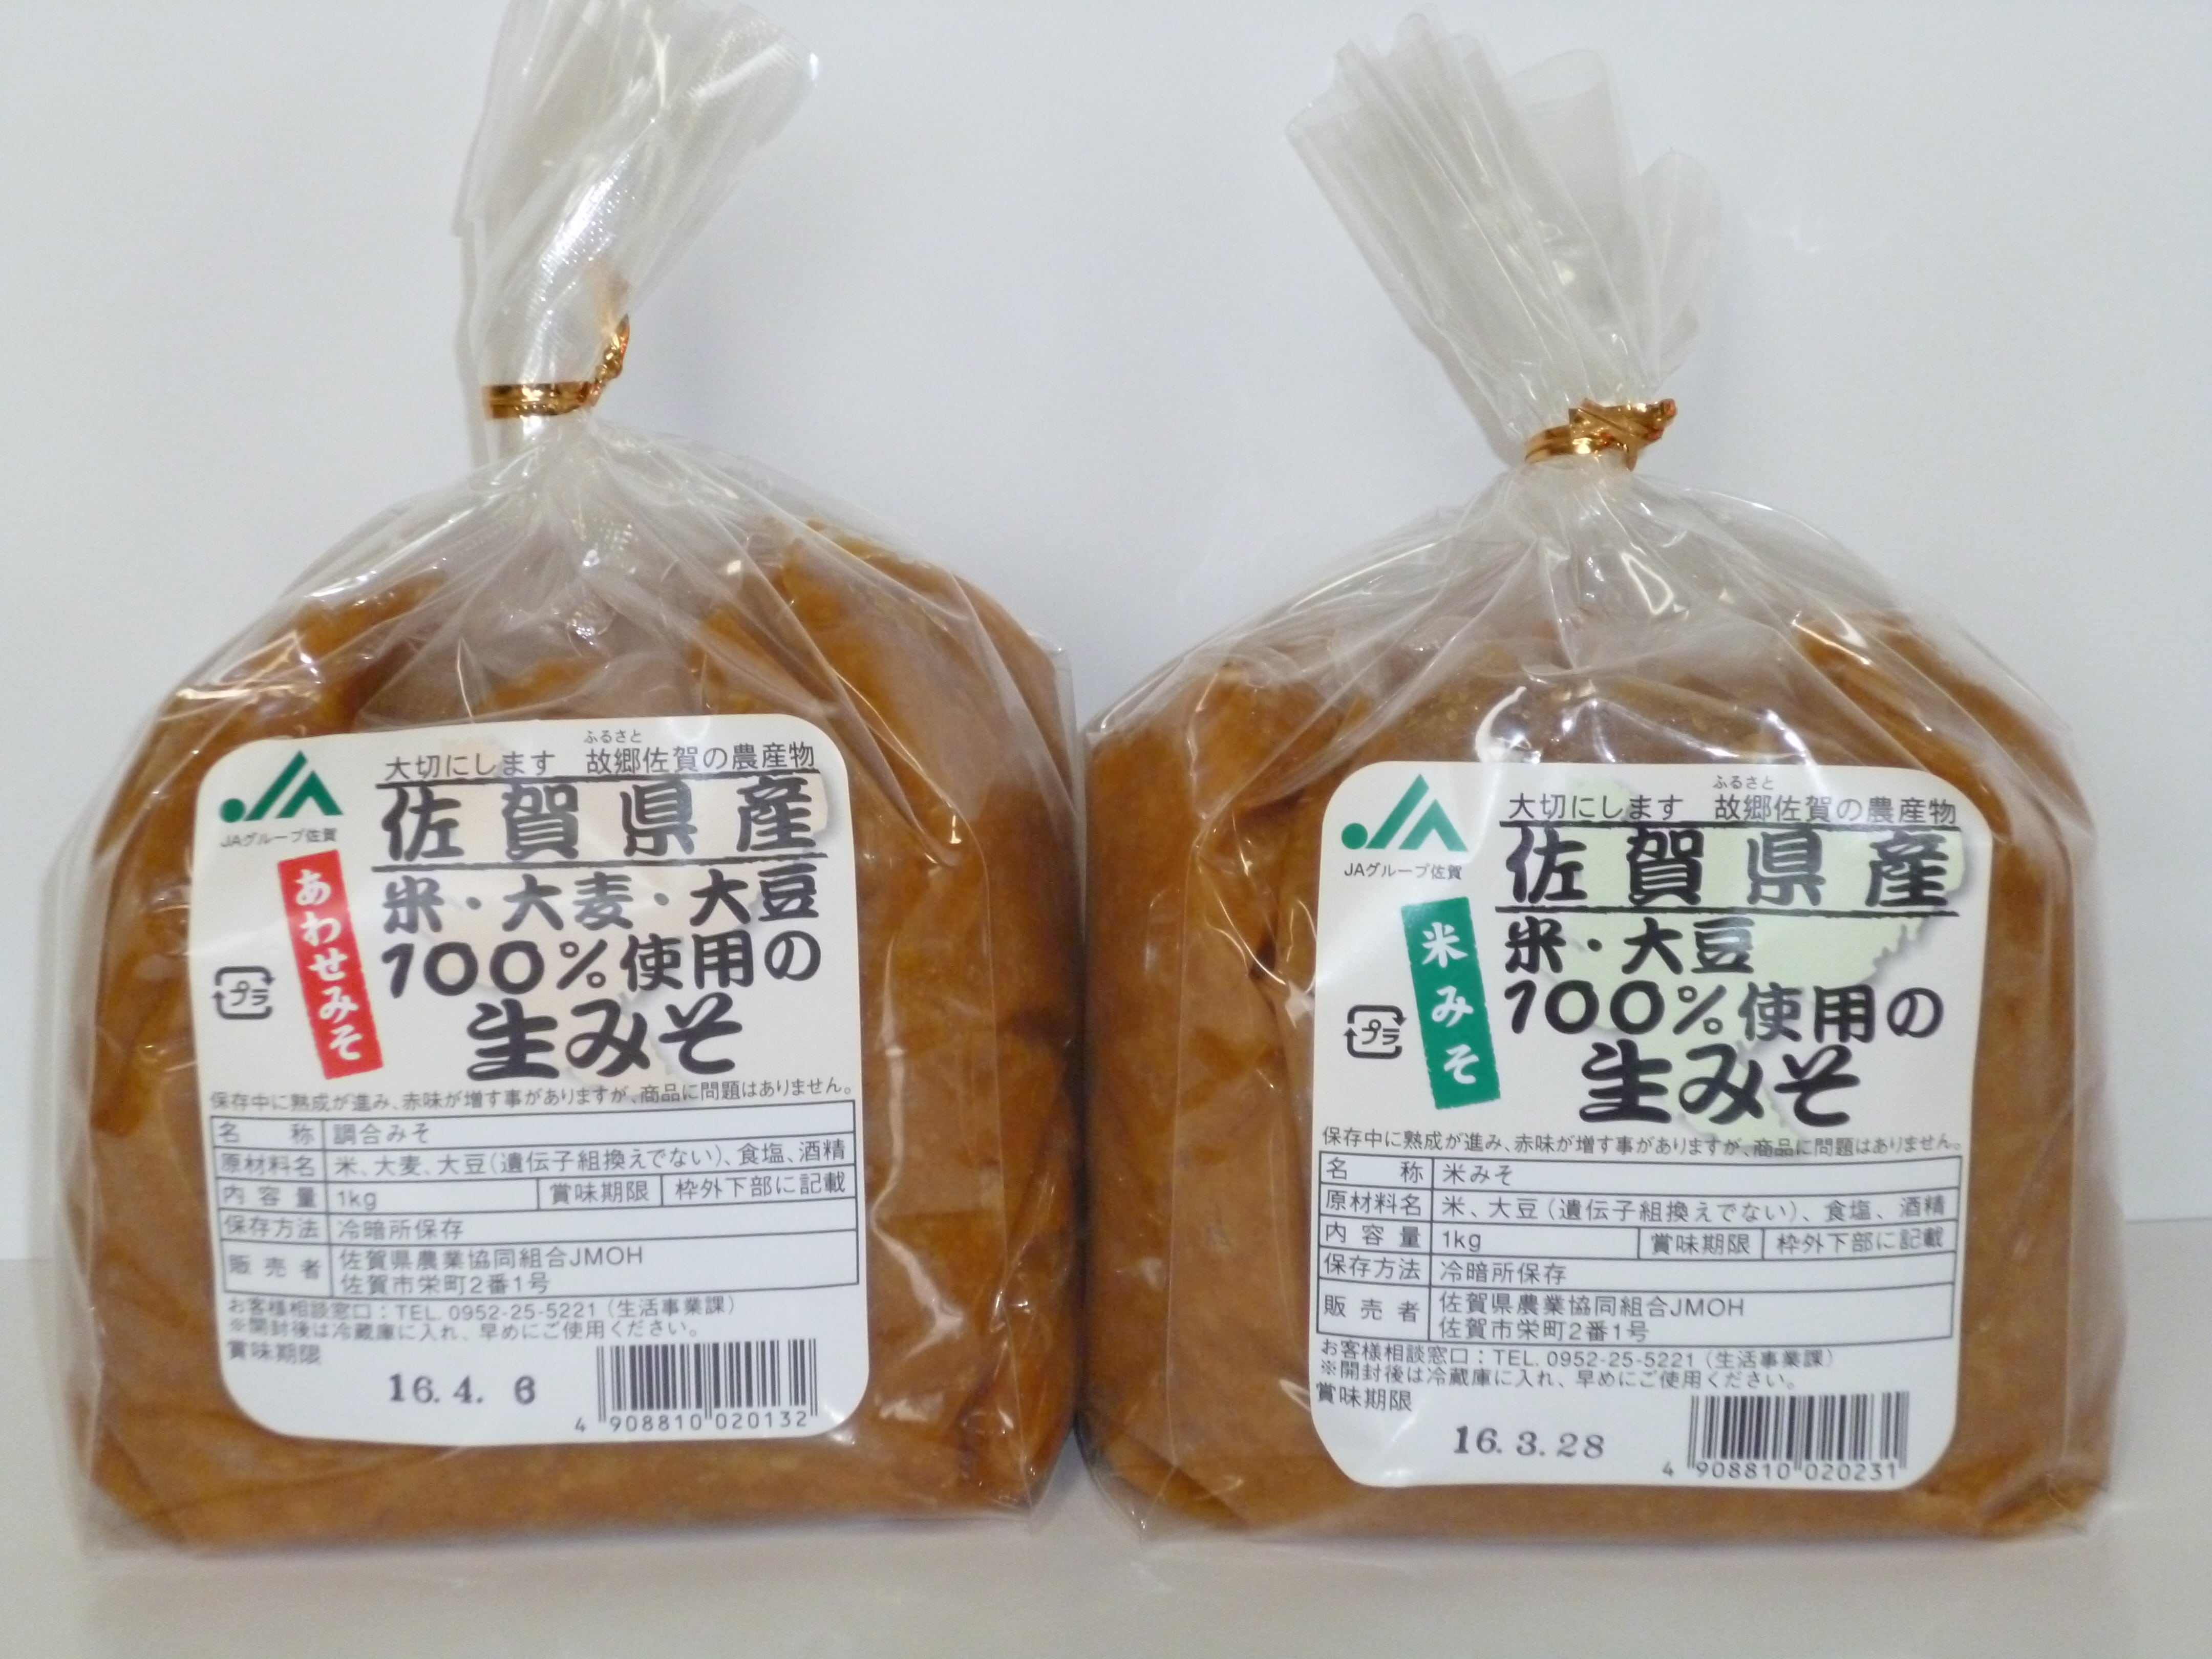 JAグループ佐賀
ふるさと
大切にします 故郷佐賀の農産物
佐賀県産
あわせみそ
米・大麦・大豆
100%使用の
生みそ
プラ
保存中に熟成が進み、赤味が増す事がありますが、商品に問題はありません。
名称 調合みそ
原材料名 米、大麦、大豆(遺伝子組換えでない)、食塩、酒精
内容量 1kg 賞味期限 枠外下部に記載
保存方法 冷暗所保存
販売者 佐賀県農業協同組合JMOH
佐賀市栄町2番1号
お客様相談窓口:TEL. 0952-25-5221(生活事業課)
※開封後は冷蔵庫に入れ、早めにご使用ください。
賞味期限
16.4. 6
4 908810 020132
JAグループ佐賀
ふるさと
大切にします 故郷佐賀の農産物
佐賀県産
米みそ
米・大豆
100%使用の
生みそ
プラ
保存中に熟成が進み、赤味が増す事がありますが、商品に問題はありません。
名称 米みそ
原材料名 米、大豆(遺伝子組換えでない)、食塩、酒精
内容量 1kg 賞味期限 枠外下部に記載
保存方法 冷暗所保存
販売者 佐賀県農業協同組合JMOH
佐賀市栄町2番1号
お客様相談窓口:TEL. 0952-25-5221(生活事業課)
※開封後は冷蔵庫に入れ、早めにご使用ください。
賞味期限
16.3.28
4 908810 020231